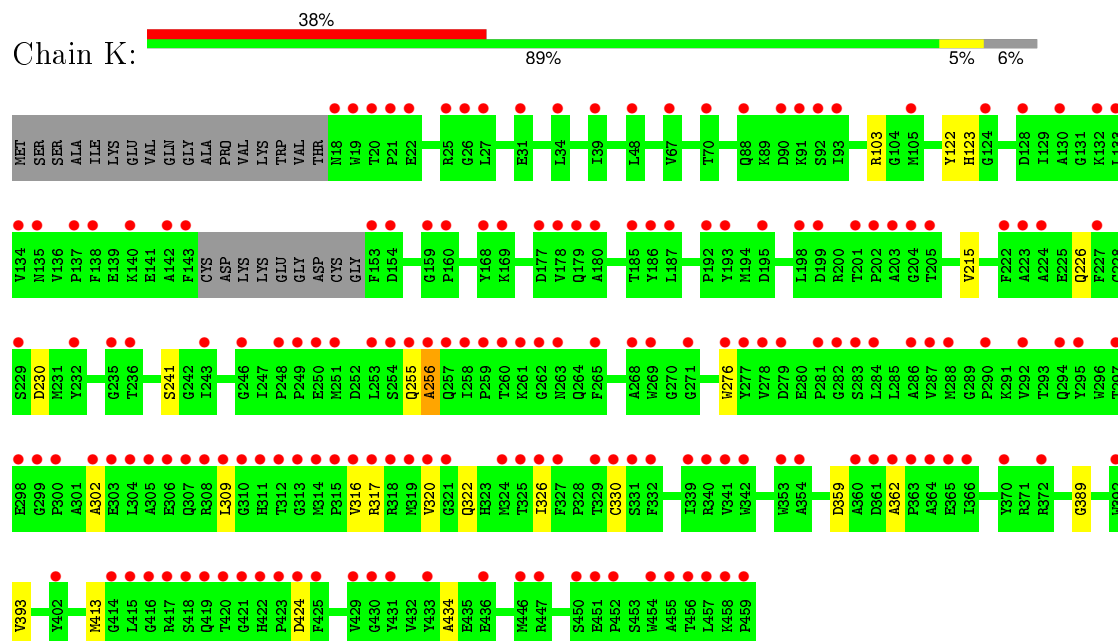 38%
Chain K:
89% 5% 6%
MET SER SER ALA ILE LYS GLU VAL GLN GLY ALA PRO VAL LYS TRP VAL THR N18 W19 T20 P21 E22 R25 G26 L27 E31 L34 I39 L48 V67 T70 Q88 K89 D90 K91 S92 I93 R103 G104 M105 Y122 H123 G124 D128 I129 A130 G131 K132
V134 N135 V136 P137 F138 E139 K140 E141 A142 F143 CYS ASP LYS LYS GLU GLY ASP CYS GLY F153 D154 G159 P160 Y168 K169 D177 V178 Q179 A180 T185 Y186 L187 P192 Y193 M194 D195 L198 D199 R200 T201 P202 A203 G204 T205 V215 F222 A223 A224 E225 Q226 F227
S229 D230 M231 Y232 G235 T236 S241 G242 I243 G246 I247 P248 P249 E250 M251 D252 L253 S254 Q255 A256 Q257 I258 P259 T260 K261 G262 N263 Q264 F265 A268 W269 G270 G271 W276 Y277 V278 D279 E280 P281 G282 S283 L284 L285 A286 V287 M288 G289 P290 K291 V292 T293 Q294 Y295 W296 T297
E298 G299 P300 A301 A302 E303 L304 A305 E306 Q307 R308 L309 G310 H311 T312 G313 M314 P315 V316 R317 R318 M319 V320 G321 Q322 H323 M324 T325 I326 F327 P328 T329 C330 S331 F332 I339 R340 V341 W342 W353 A354 D359 A360 D361 A362 P363 A364 E365 I366 Y370 R371 R372 G389 W392
V393 Y402 M413 G414 L415 G416 R417 S418 Q419 T420 G421 H422 P423 D424 F425 V429 G430 Y431 V432 Y433 A434 E435 E436 M446 R447 S450 E451 P452 S453 W454 A455 T456 L457 K458 P459